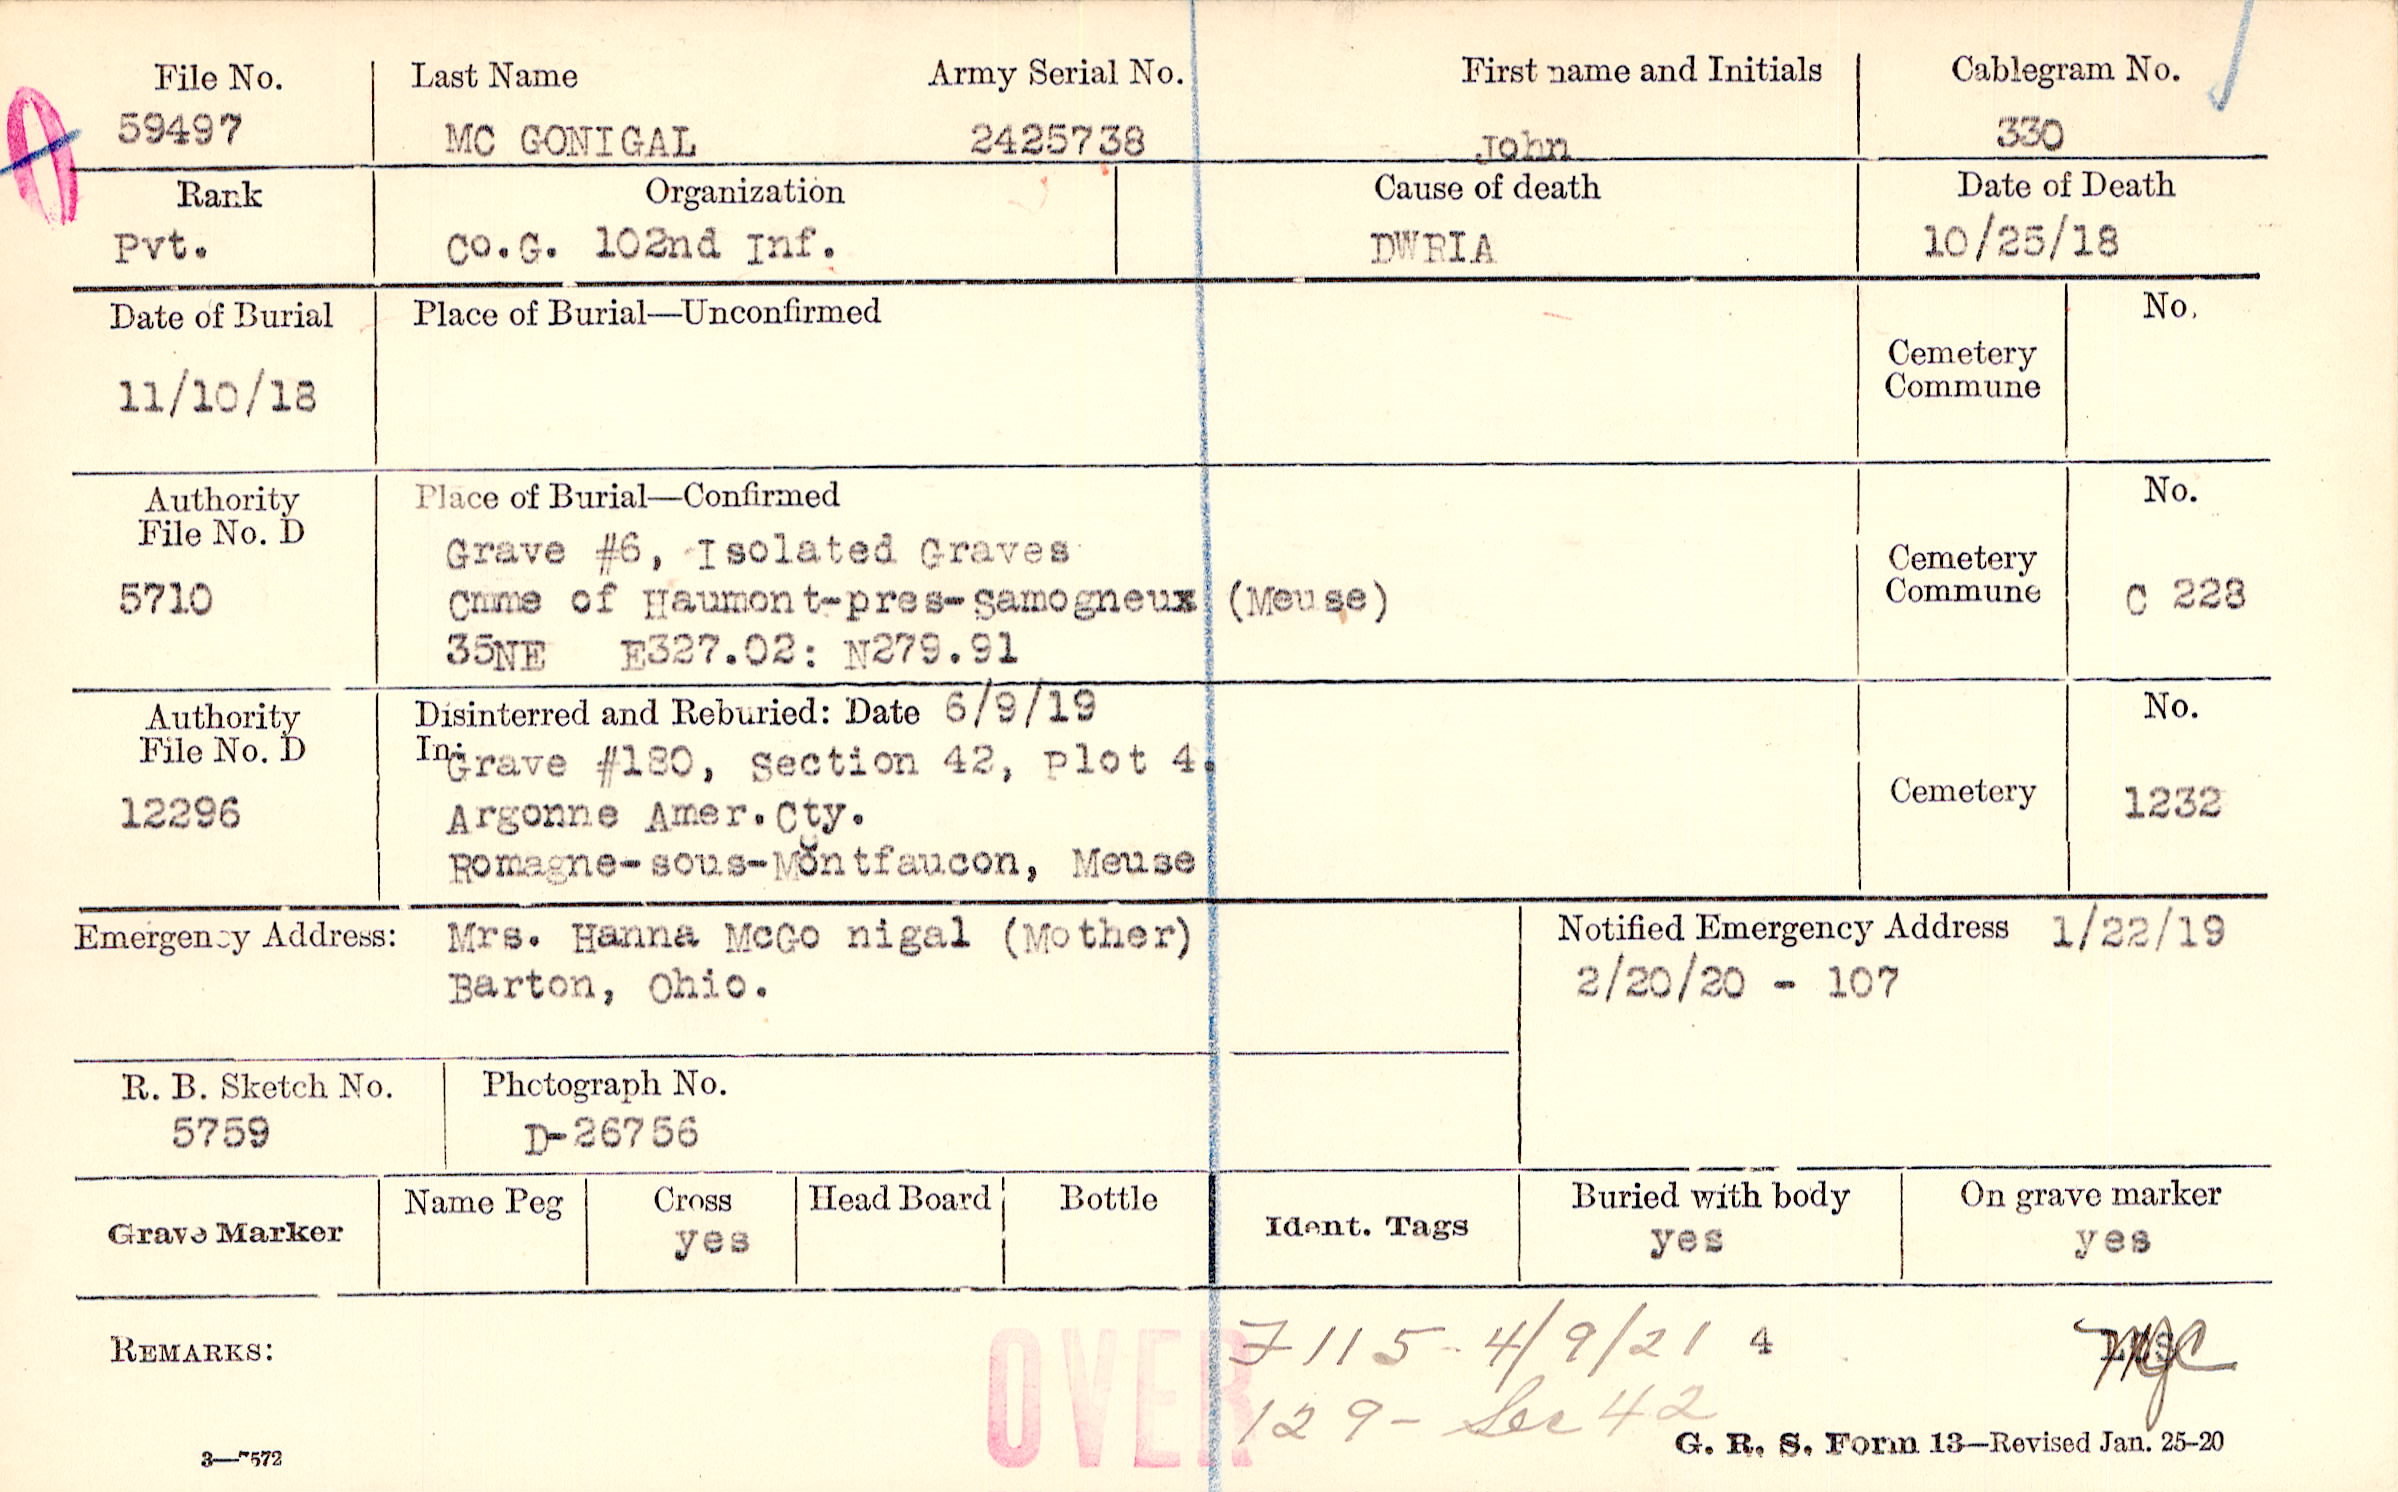 File No. Last Name Army Serial No. First name and Initials Cablegram No.
59497 MC GONIGAL 2425738 John 330
Rank Organization Cause of death Date of Death
Pvt. Co.G. 102nd Inf. DWRIA 10/25/18
Date of Burial Place of Burial—Unconfirmed No.
Cemetery
Commune
11/10/18
Authority Place of Burial—Confirmed No.
File No. D
Grave #6, Isolated Graves Cemetery
5710 Cmme of Haumont-pres-Samogneux (Meuse) Commune C 228
35NE E327.02: N279.91
Authority Disinterred and Reburied: Date 6/9/19 No.
File No. D In:
Grave #180, Section 42, Plot 4.
12296 Argonne Amer.Cty. Cemetery 1232
Romagne-sous-Montfaucon, Meuse
Emergency Address: Mrs. Hanna McGo nigal (Mother) Notified Emergency Address 1/22/19
Barton, Ohio. 2/20/20 - 107
R. B. Sketch No. Photograph No.
5759 D-26756
Grave Marker Name Peg Cross Head Board Bottle Ident. Tags Buried with body On grave marker
yes yes yes
REMARKS: OVER F115- 4/9/21 4
129- Sec 42
3—7572 G. R. S. Form 13—Revised Jan. 25-20